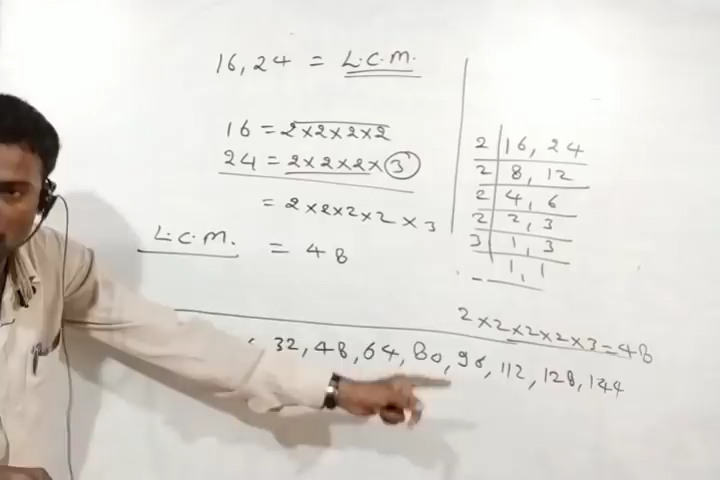 16, 24 = L.C.M.
16 = 2×2×2×2
24 = 2×2×2×3
= 2×2×2×2×3
L.C.M. = 48
2 | 16, 24
2 | 8, 12
2 | 4, 6
2 | 2, 3
3 | 1, 3
1, 1
2×2×2×2×3=48
32, 48, 64, 80, 96, 112, 128, 144